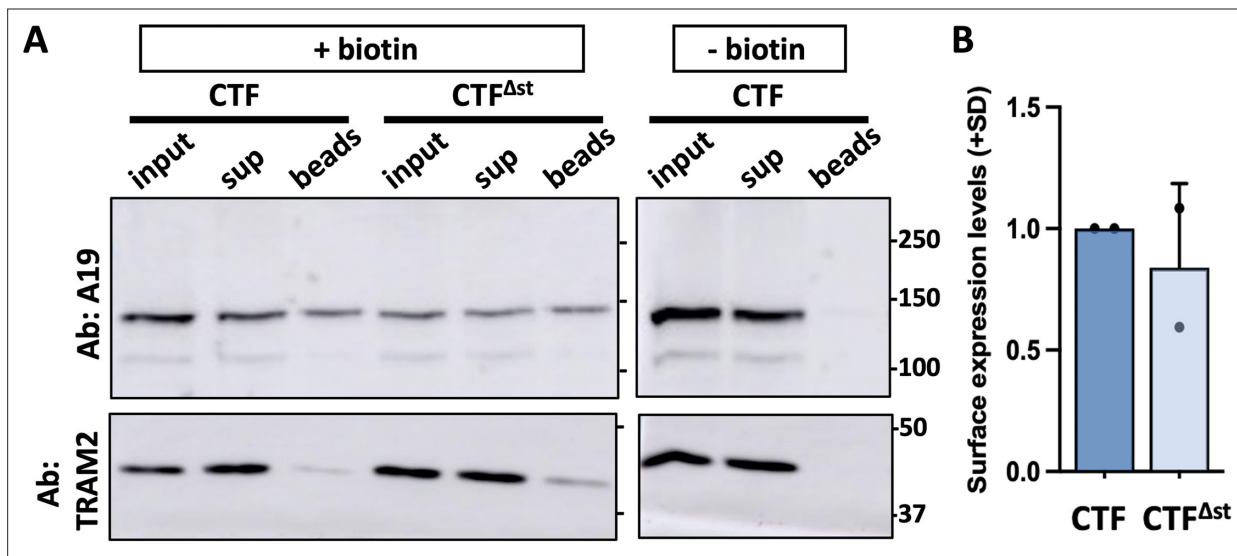 A
+ biotin
- biotin
CTF
CTF^Δst
CTF
input
sup
beads
input
sup
beads
input
sup
beads
Ab: A19
-250
-150
-100
Ab:
TRAM2
-50
-37
B
Surface expression levels (+SD)
1.5
1.0
0.5
0.0
CTF
CTF^Δst